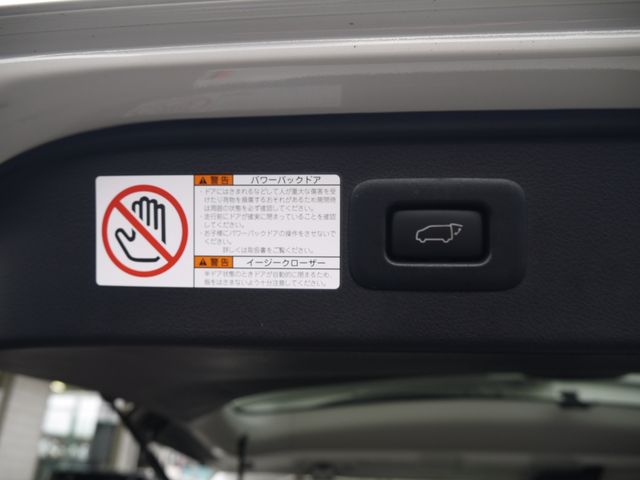 警告 パワーバックドア
・ドアにはさまれるなどして人が重大な傷害を受
けたり荷物を損傷するおそれがあるため開閉時
は周囲の状態を必ず確認してください。
・走行前にドアが確実に閉まっていることを確認
してください。
・お子様にパワーバックドアの操作をさせないで
ください。
詳しくは取扱書をご覧ください。
警告 イージークローザー
※ドア状態のときドアが自動的に閉まるため、
指をはさまないよう十分注意してください。